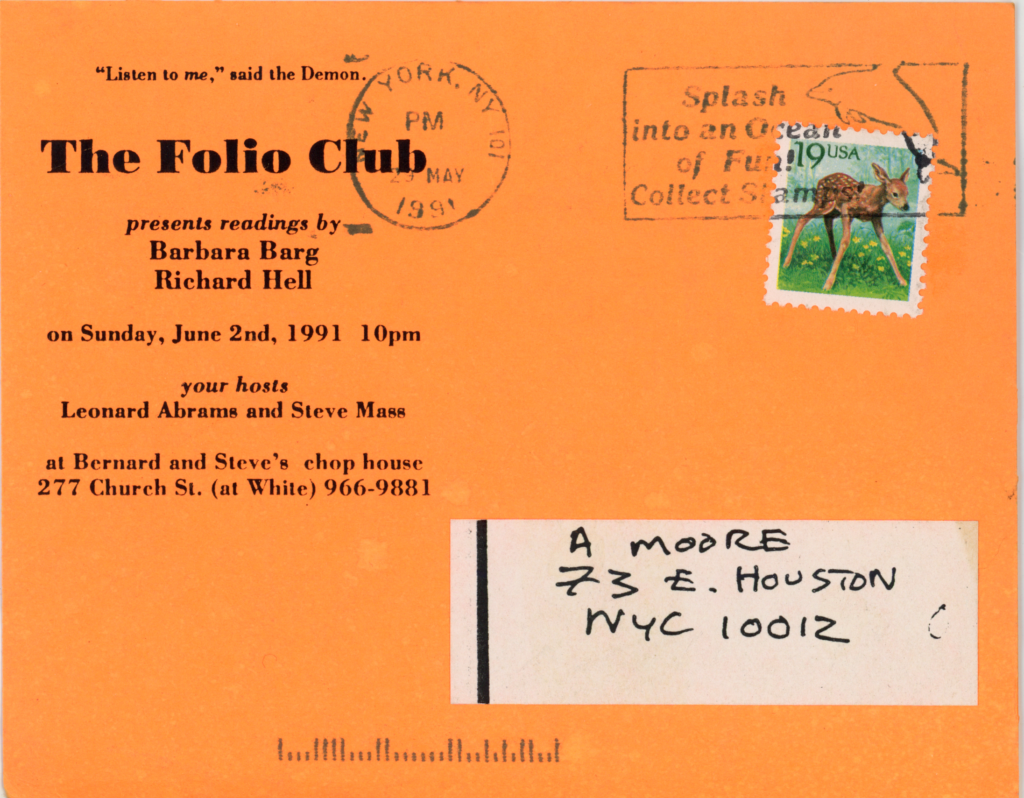 “Listen to me,” said the Demon.
The Folio Club
presents readings by
Barbara Barg
Richard Hell
on Sunday, June 2nd, 1991 10pm
your hosts
Leonard Abrams and Steve Mass
at Bernard and Steve's chop house
277 Church St. (at White) 966-9881
NEW YORK, NY 101
PM
29 MAY
1991
Splash
into an Ocean
of Fun!
Collect Stamps!
19USA
A MOORE
73 E. HOUSTON
NYC 10012